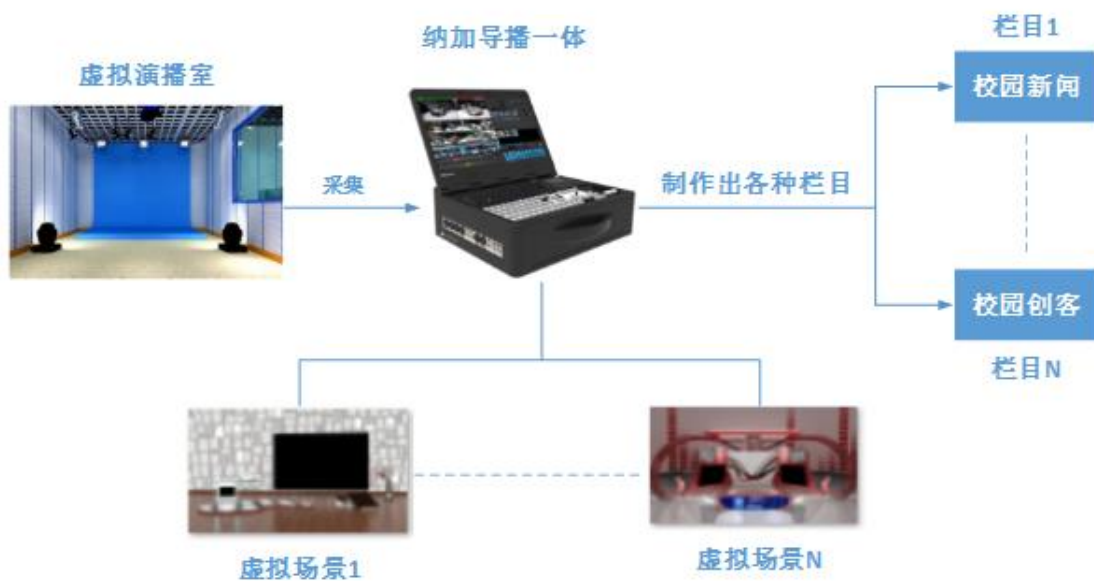 纳加导播一体
栏目1
虚拟演播室
校园新闻
采集
制作出各种栏目
校园创客
栏目N
虚拟场景1
虚拟场景N